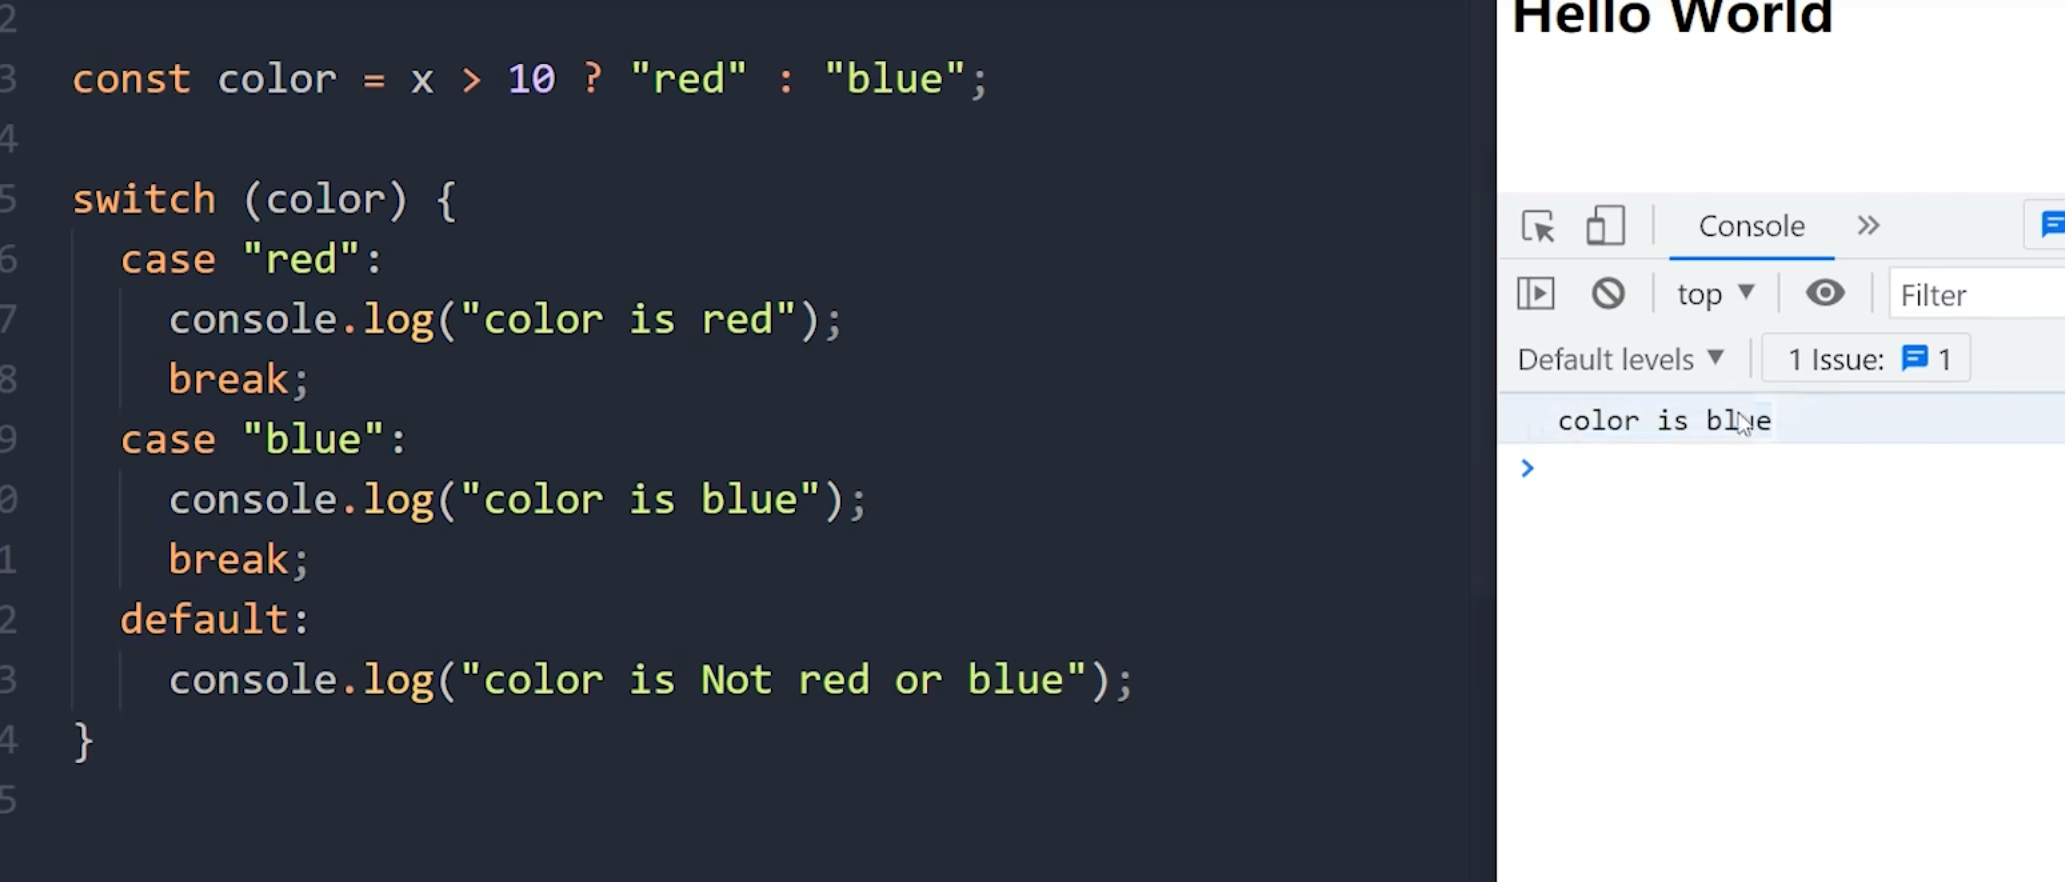 2
3 const color = x > 10 ? "red" : "blue";
4
5 switch (color) {
6 case "red":
7 console.log("color is red");
8 break;
9 case "blue":
0 console.log("color is blue");
1 break;
2 default:
3 console.log("color is Not red or blue");
4 }
5
Hello World
Console »
top ▼ Filter
Default levels ▼ 1 Issue: 1
color is blue
>